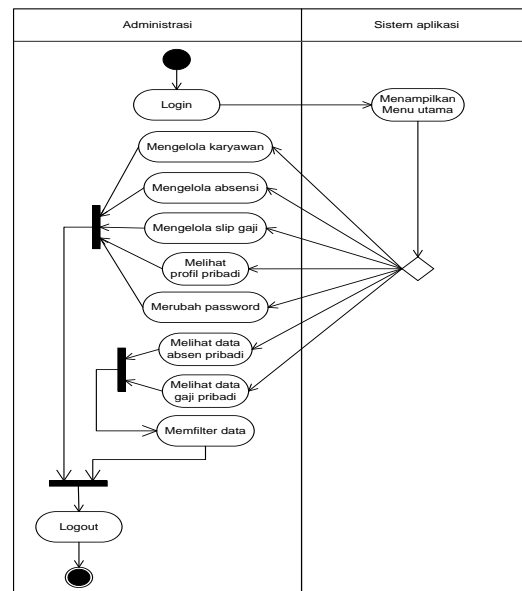 Administrasi
Sistem aplikasi
Login
Menampilkan
Menu utama
Mengelola karyawan
Mengelola absensi
Mengelola slip gaji
Melihat
profil pribadi
Merubah password
Melihat data
absen pribadi
Melihat data
gaji pribadi
Memfilter data
Logout